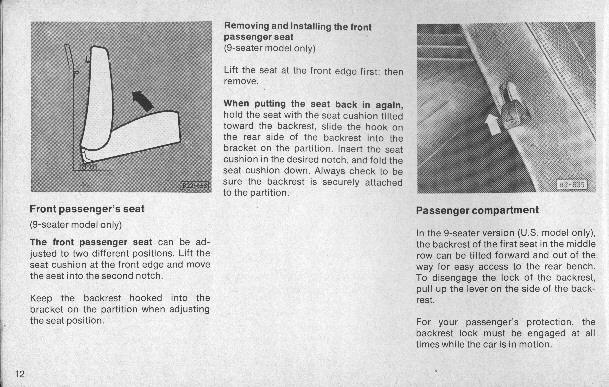 Front passenger's seat
(9-seater model only)
The front passenger seat can be ad-
justed to two different positions. Lift the
seat cushion at the front edge and move
the seat into the second notch.
Keep the backrest hooked into the
bracket on the partition when adjusting
the seat position.
Removing and installing the front
passenger seat
(9-seater model only)
Lift the seat at the front edge first; then
remove.
When putting the seat back in again,
hold the seat with the seat cushion tilted
toward the backrest, slide the hook on
the rear side of the backrest into the
bracket on the partition. Insert the seat
cushion in the desired notch, and fold the
seat cushion down. Always check to be
sure the backrest is securely attached
to the partition.
B2-835
Passenger compartment
In the 9-seater version (U.S. model only),
the backrest of the first seat in the middle
row can be tilted forward and out of the
way for easy access to the rear bench.
To disengage the lock of the backrest,
pull up the lever on the side of the back-
rest.
For your passenger's protection, the
backrest lock must be engaged at all
times while the car is in motion.
12